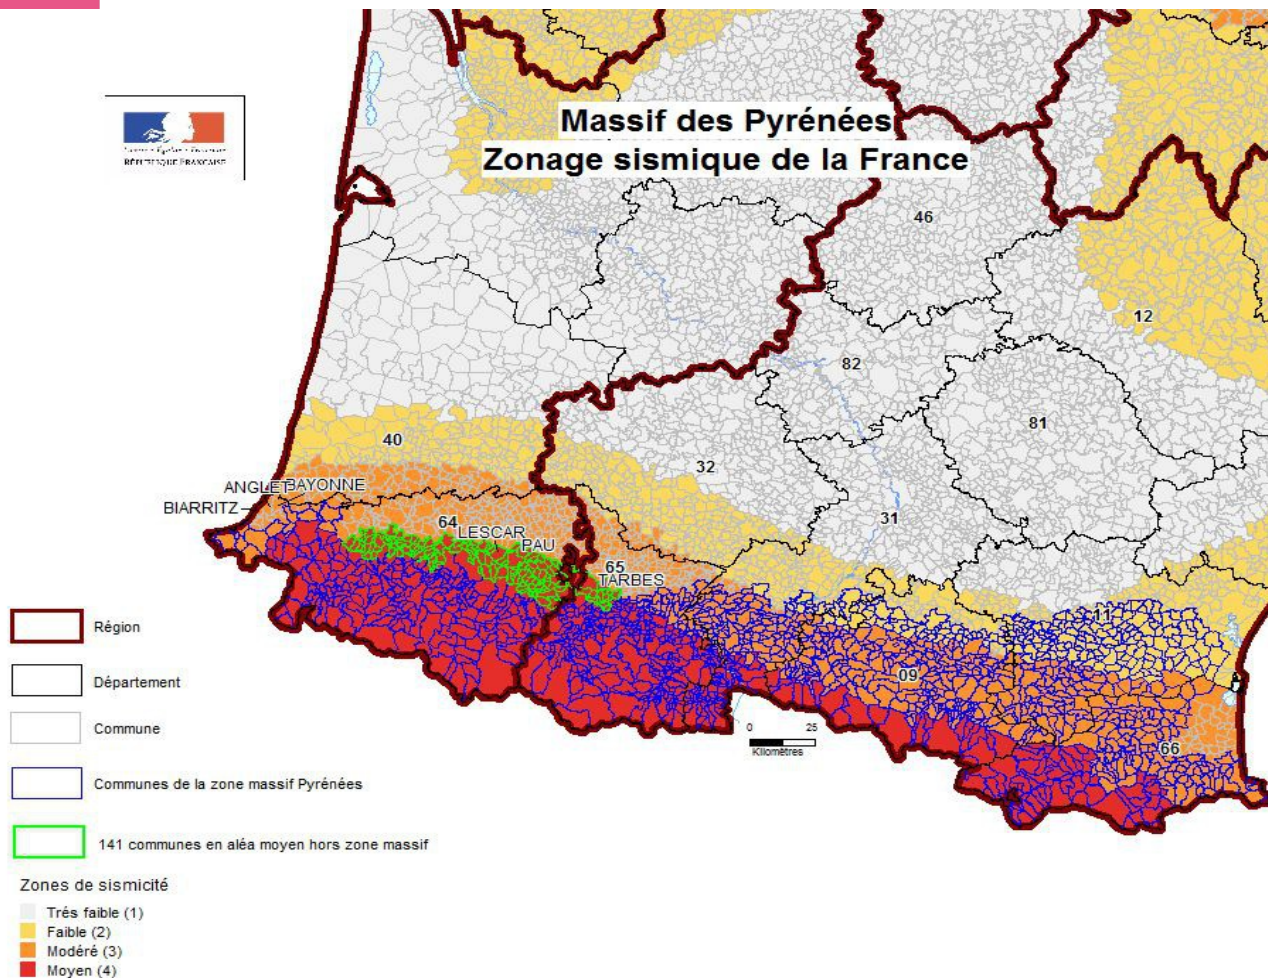 Massif des Pyrénées
Zonage sismique de la France
RÉPUBLIQUE FRANÇAISE
46
12
82
81
40
32
ANGLET BAYONNE
BIARRITZ
31
64
LESCAR
PAU
65
TARBES
11
09
66
0 25
Kilomètres
Région
Département
Commune
Communes de la zone massif Pyrénées
141 communes en aléa moyen hors zone massif
Zones de sismicité
Trés faible (1)
Faible (2)
Modéré (3)
Moyen (4)